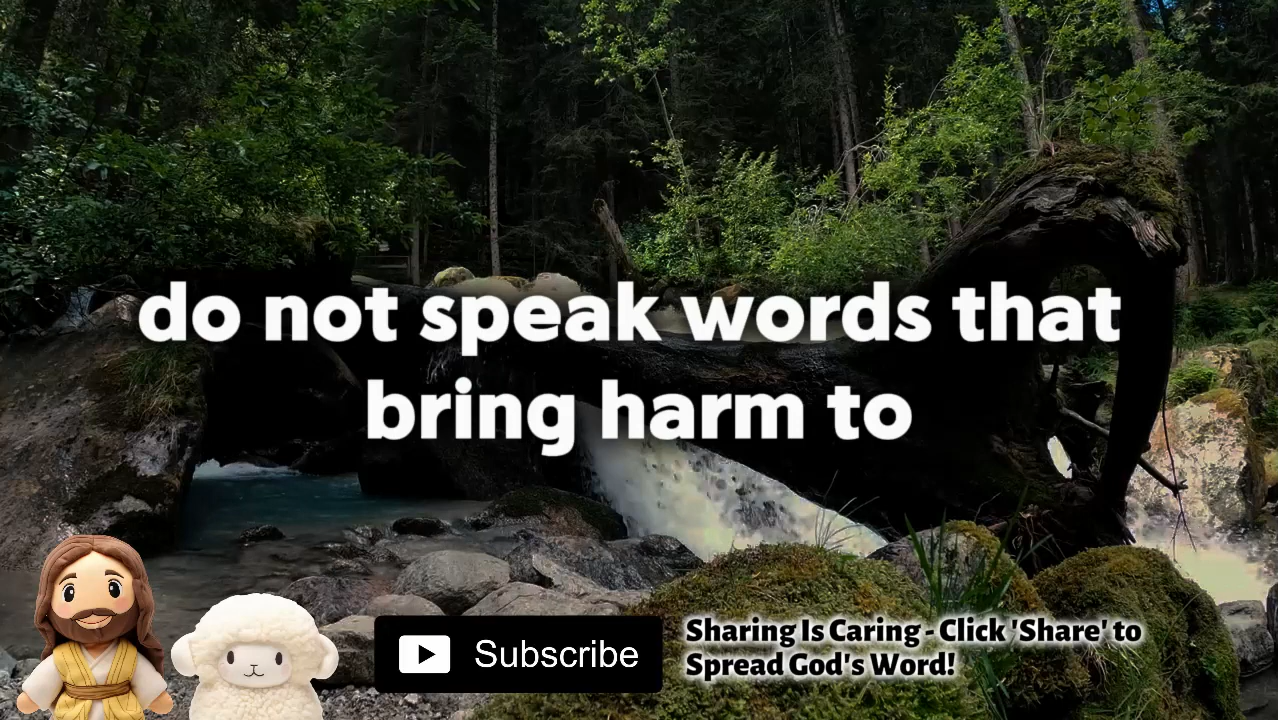 do not speak words that
bring harm to
Subscribe
Sharing Is Caring - Click 'Share' to
Spread God's Word!